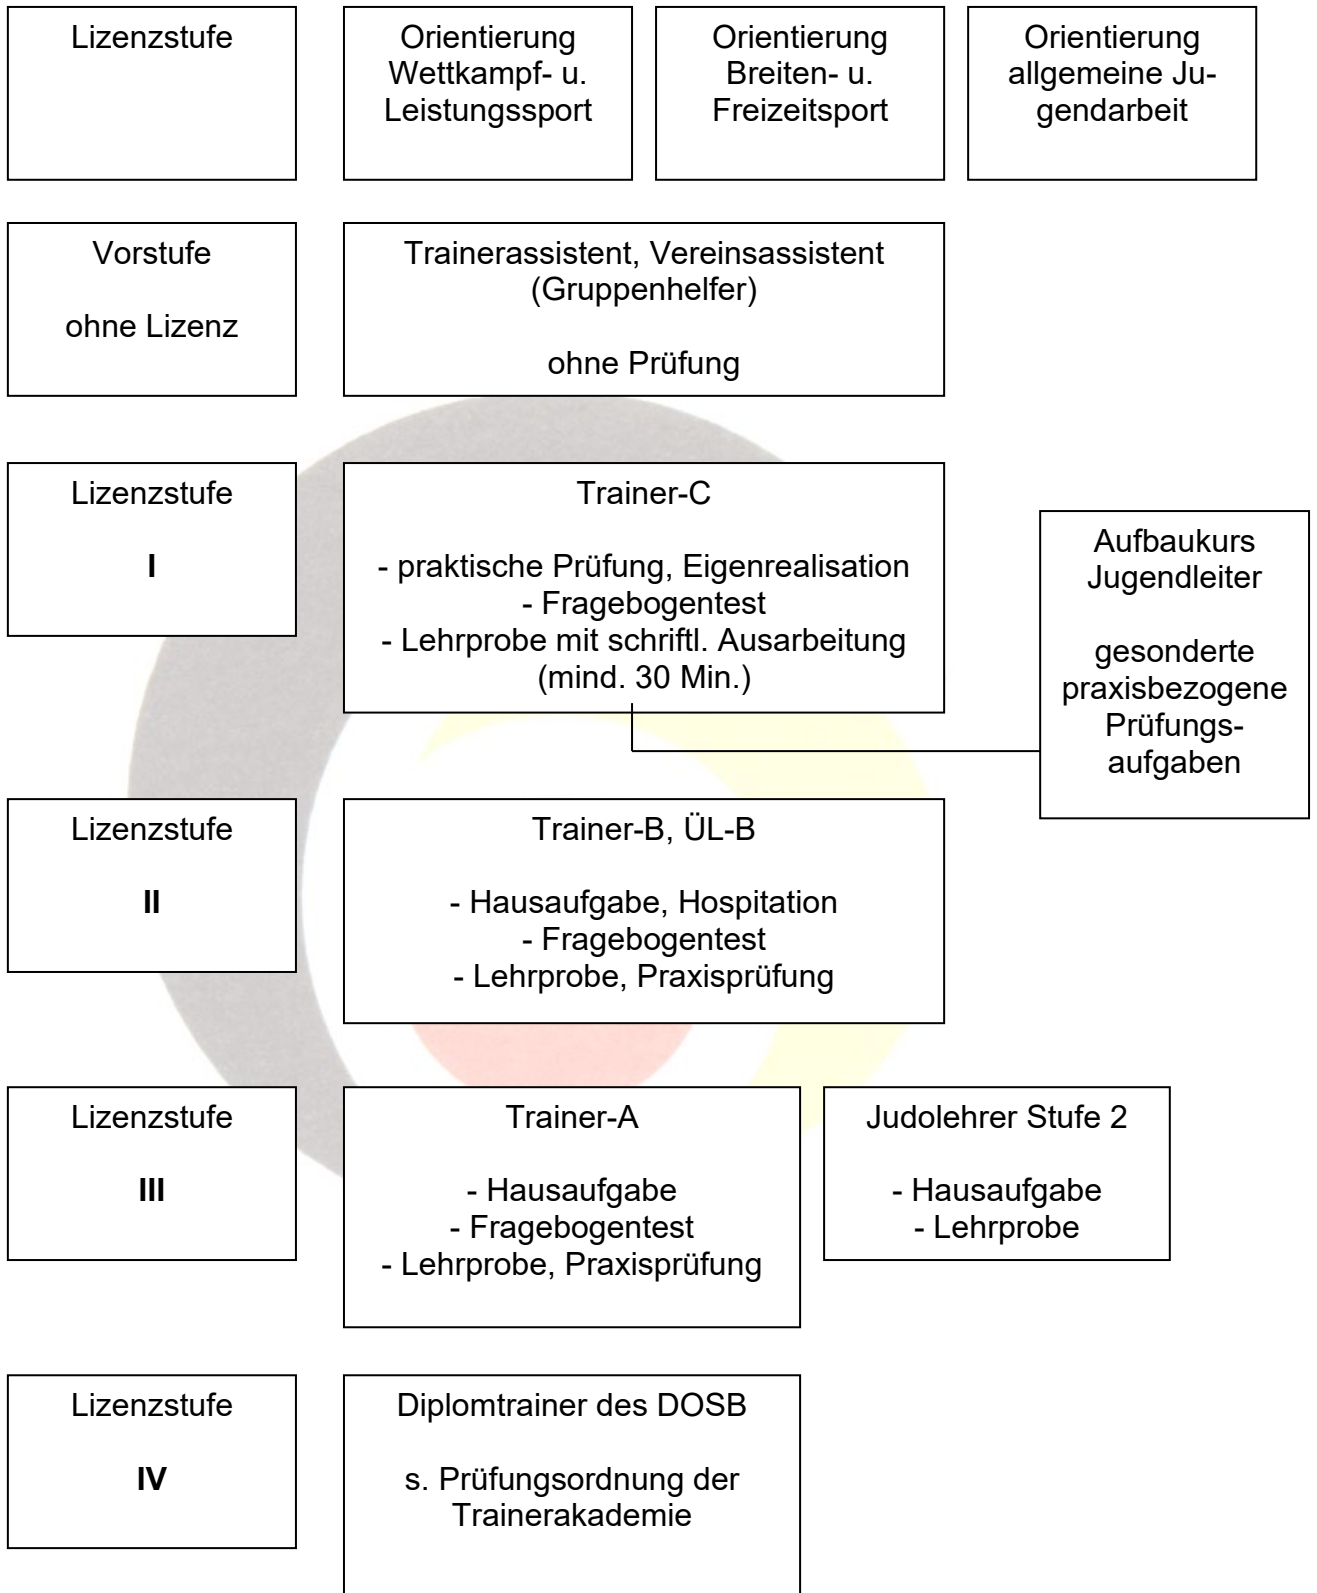 Lizenzstufe
Orientierung
Wettkampf- u.
Leistungssport
Orientierung
Breiten- u.
Freizeitsport
Orientierung
allgemeine Ju-
gendarbeit
Vorstufe
ohne Lizenz
Trainerassistent, Vereinsassistent
(Gruppenhelfer)
ohne Prüfung
Lizenzstufe
I
Trainer-C
- praktische Prüfung, Eigenrealisation
- Fragebogentest
- Lehrprobe mit schriftl. Ausarbeitung
(mind. 30 Min.)
Aufbaukurs
Jugendleiter
gesonderte
praxisbezogene
Prüfungs-
aufgaben
Lizenzstufe
II
Trainer-B, ÜL-B
- Hausaufgabe, Hospitation
- Fragebogentest
- Lehrprobe, Praxisprüfung
Lizenzstufe
III
Trainer-A
- Hausaufgabe
- Fragebogentest
- Lehrprobe, Praxisprüfung
Judolehrer Stufe 2
- Hausaufgabe
- Lehrprobe
Lizenzstufe
IV
Diplomtrainer des DOSB
s. Prüfungsordnung der
Trainerakademie